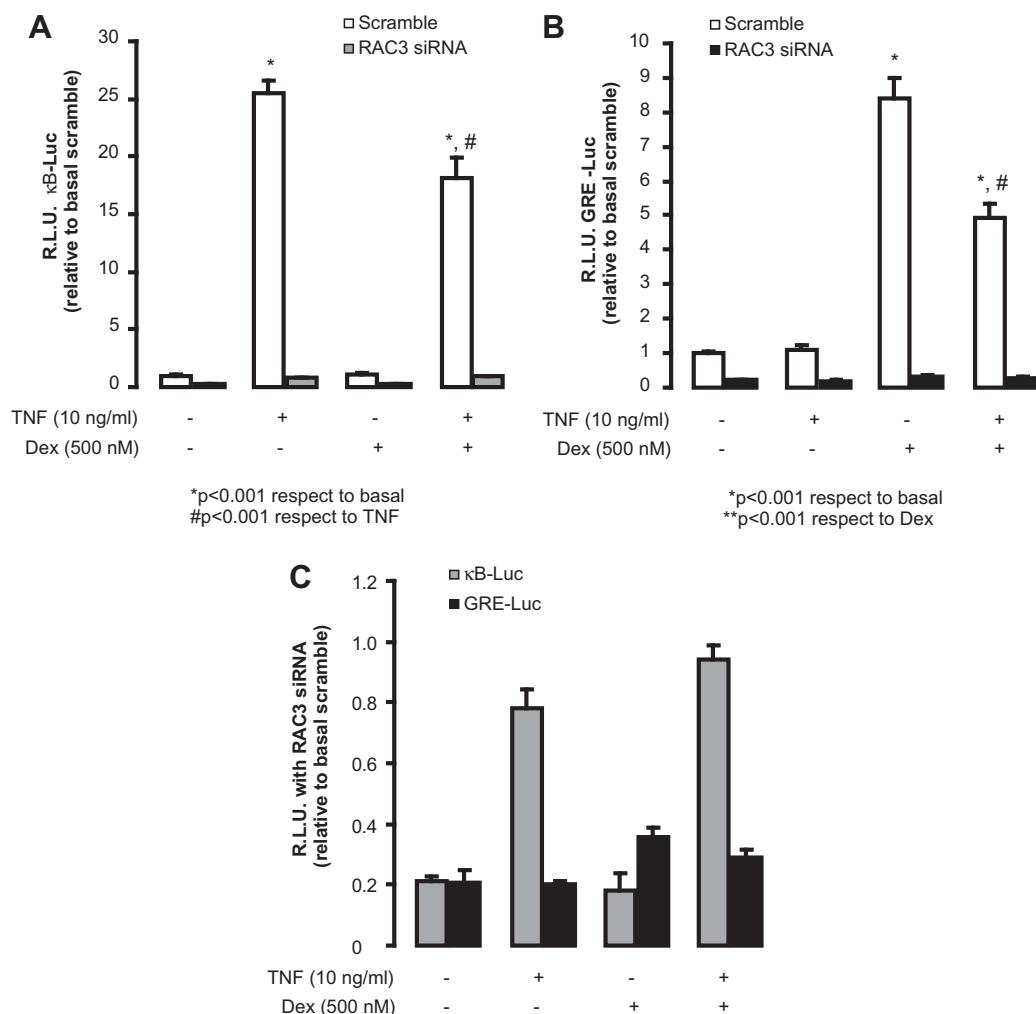 A
Scramble
RAC3 siRNA
R.L.U. κB-Luc
(relative to basal scramble)
30
25
20
15
10
5
0
*
*, #
TNF (10 ng/ml) - + - +
Dex (500 nM) - - + +
*p<0.001 respect to basal
#p<0.001 respect to TNF
B
Scramble
RAC3 siRNA
R.L.U. GRE -Luc
(relative to basal scramble)
10
9
8
7
6
5
4
3
2
1
0
*
*, #
TNF (10 ng/ml) - + - +
Dex (500 nM) - - + +
*p<0.001 respect to basal
**p<0.001 respect to Dex
C
κB-Luc
GRE-Luc
R.L.U. with RAC3 siRNA
(relative to basal scramble)
1.2
1.0
0.8
0.6
0.4
0.2
0
TNF (10 ng/ml) - + - +
Dex (500 nM) - - + +